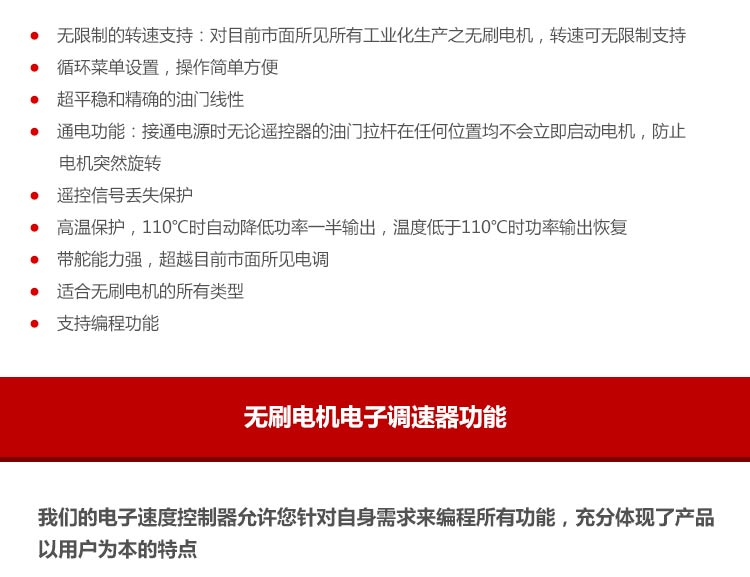 无限制的转速支持：对目前市面所见所有工业化生产之无刷电机，转速可无限制支持
循环菜单设置，操作简单方便
超平稳和精确的油门线性
通电功能：接通电源时无论遥控器的油门拉杆在任何位置均不会立即启动电机，防止
电机突然旋转
遥控信号丢失保护
高温保护，110℃时自动降低功率一半输出，温度低于110℃时功率输出恢复
带舵能力强，超越目前市面所见电调
适合无刷电机的所有类型
支持编程功能
无刷电机电子调速器功能
我们的电子速度控制器允许您针对自身需求来编程所有功能，充分体现了产品
以用户为本的特点